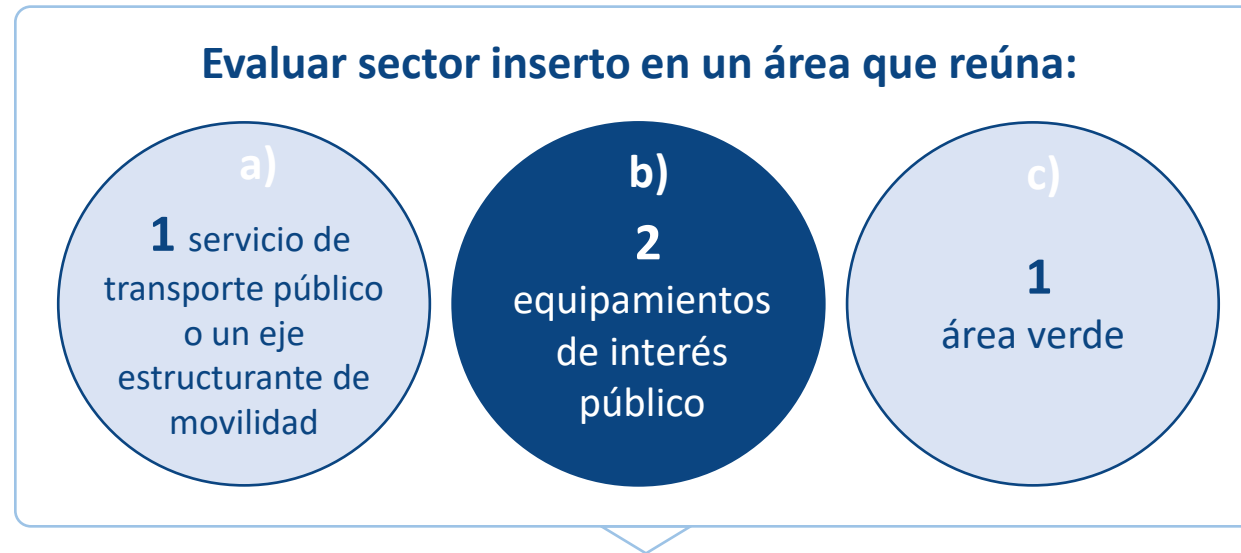 Evaluar sector inserto en un área que reúna:
a)
1 servicio de
transporte público
o un eje
estructurante de
movilidad
b)
2
equipamientos
de interés
público
c)
1
área verde